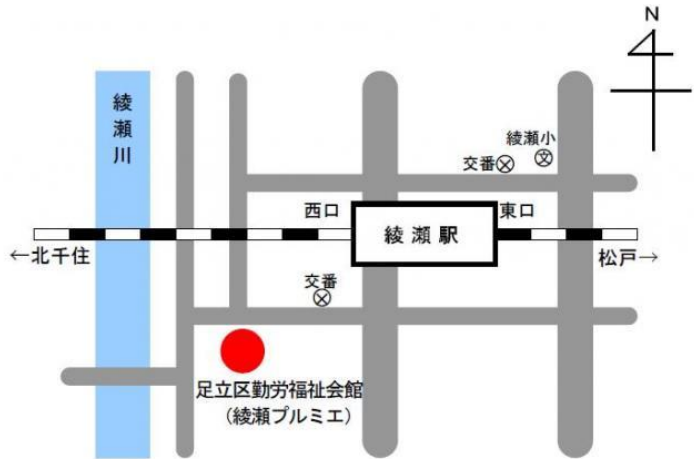 N
綾瀬川
綾瀬小
文
交番
西口
東口
綾瀬駅
←北千住
松戸→
交番
足立区勤労福祉会館
（綾瀬プルミエ）